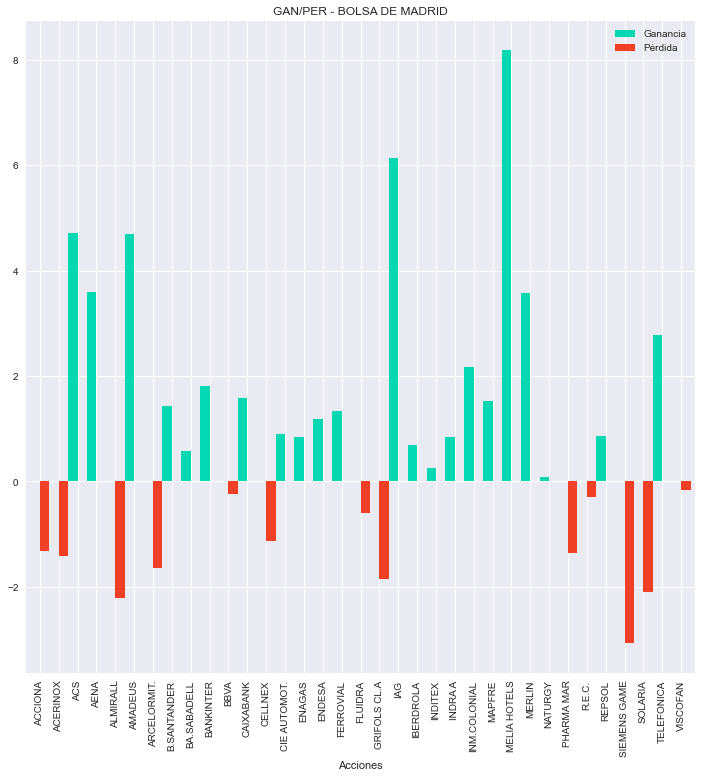 GAN/PER - BOLSA DE MADRID
Ganancia
Pérdida
8
6
4
2
0
−2
ACCIONA
ACERINOX
ACS
AENA
ALMIRALL
AMADEUS
ARCELORMIT.
B.SANTANDER
BA.SABADELL
BANKINTER
BBVA
CAIXABANK
CELLNEX
CIE AUTOMOT.
ENAGAS
ENDESA
FERROVIAL
FLUIDRA
GRIFOLS CL.A
IAG
IBERDROLA
INDITEX
INDRA A
INM.COLONIAL
MAPFRE
MELIA HOTELS
MERLIN
NATURGY
PHARMA MAR
R.E.C.
REPSOL
SIEMENS GAME
SOLARIA
TELEFONICA
VISCOFAN
Acciones